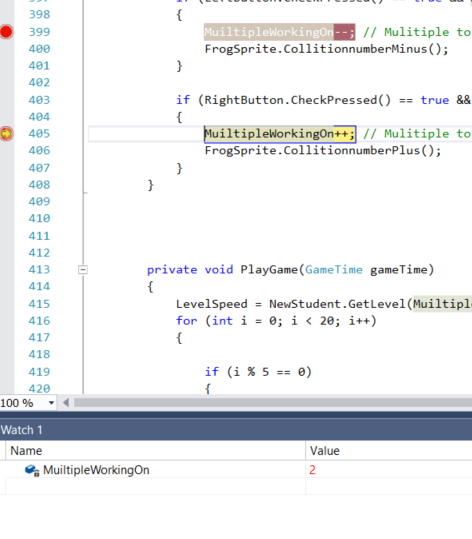 398 {
399 MuiltipleWorkingOn--; // Mulitiple to
400 FrogSprite.CollitionnumberMinus();
401 }
402
403 if (RightButton.CheckPressed() == true &&
404 {
405 MuiltipleWorkingOn++; // Mulitiple to
406 FrogSprite.CollitionnumberPlus();
407 }
408 }
409
410
411
412
413 private void PlayGame(GameTime gameTime)
414 {
415 LevelSpeed = NewStudent.GetLevel(Muiltipl
416 for (int i = 0; i < 20; i++)
417 {
418
419 if (i % 5 == 0)
420 {
100 %
Watch 1
Name Value
MuiltipleWorkingOn 2